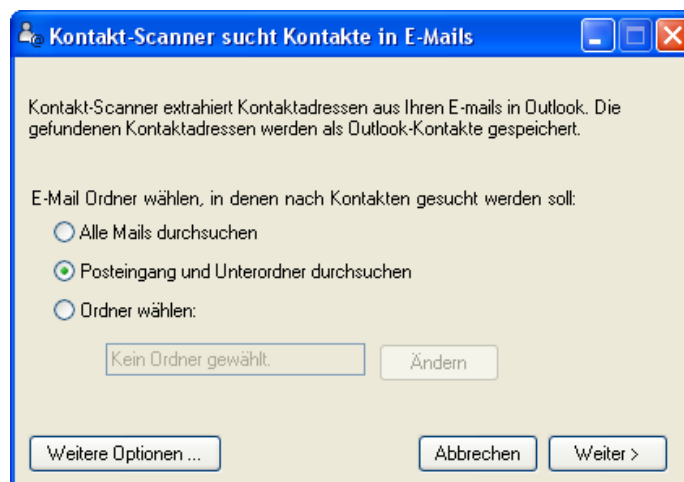 Kontakt-Scanner sucht Kontakte in E-Mails
Kontakt-Scanner extrahiert Kontaktadressen aus Ihren E-mails in Outlook. Die
gefundenen Kontaktadressen werden als Outlook-Kontakte gespeichert.
E-Mail Ordner wählen, in denen nach Kontakten gesucht werden soll:
Alle Mails durchsuchen
Posteingang und Unterordner durchsuchen
Ordner wählen:
Kein Ordner gewählt. Ändern
Weitere Optionen ... Abbrechen Weiter >